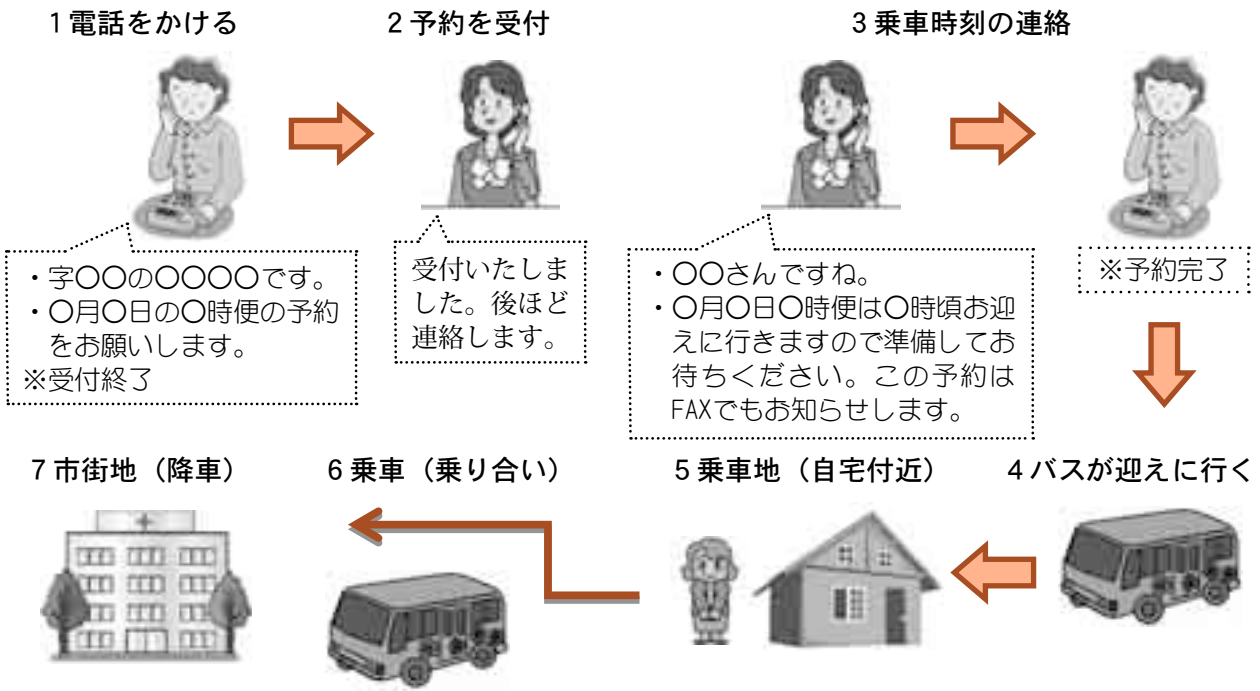 1電話をかける
2予約を受付
3乗車時刻の連絡
・字〇〇の〇〇〇〇です。
・〇月〇日の〇時便の予約
をお願いします。
※受付終了
受付いたしま
した。後ほど
連絡します。
・〇〇さんですね。
・〇月〇日〇時便は〇時頃お迎
えに行きますので準備してお
待ちください。この予約は
FAXでもお知らせします。
※予約完了
7市街地（降車）
6乗車（乗り合い）
5乗車地（自宅付近）
4バスが迎えに行く